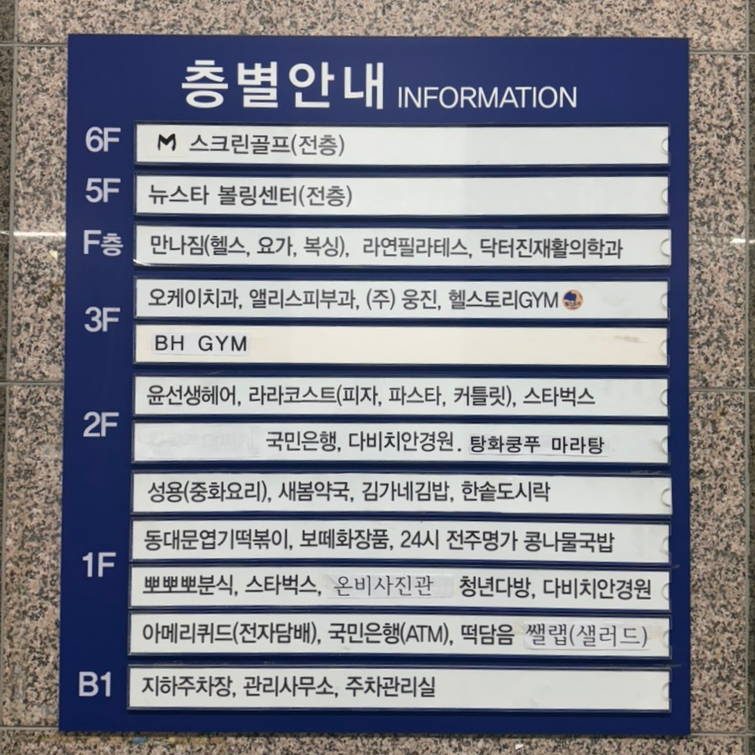 층별안내 INFORMATION
6F M 스크린골프(전층)
5F 뉴스타 볼링센터(전층)
F층 만나짐(헬스, 요가, 복싱), 라연필라테스, 닥터진재활의학과
3F 오케이치과, 앨리스피부과, (주) 웅진, 헬스토리GYM
BH GYM
2F 윤선생헤어, 라라코스트(피자, 파스타, 커틀릿), 스타벅스
국민은행, 다비치안경원. 탕화쿵푸 마라탕
1F 성용(중화요리), 새봄약국, 김가네김밥, 한솥도시락
동대문엽기떡볶이, 보떼화장품, 24시 전주명가 콩나물국밥
뽀뽀뽀분식, 스타벅스, 온비사진관 청년다방, 다비치안경원
아메리퀴드(전자담배), 국민은행(ATM), 떡담음 쌜랩(샐러드)
B1 지하주차장, 관리사무소, 주차관리실